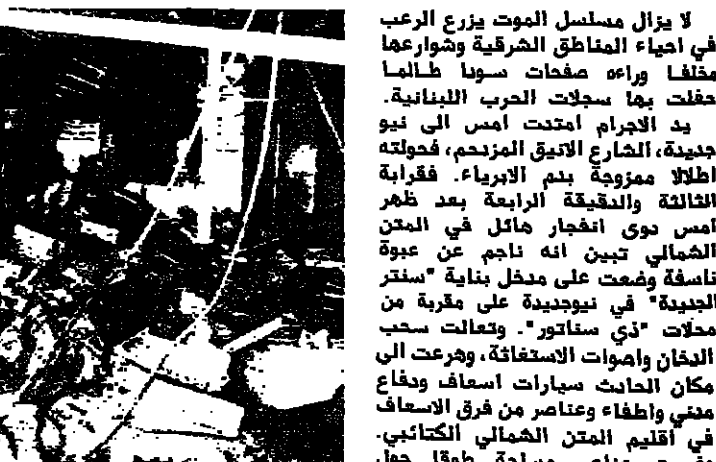 لا يزال مسلسل الموت يزرع الرعب
في احياء المناطق الشرقية وشوارعها
مخلفا وراءه صفحات سودا طالما
حفلت بها سجلات الحرب اللبنانية.
يد الاجرام امتدت امس الى نيو
جديدة، الشارع الانيق المزدحم، فحولته
اطلالا ممزوجة بدم الابرياء. فقرابة
الثالثة والدقيقة الرابعة بعد ظهر
امس دوى انفجار هائل في المتن
الشمالي تبين انه ناجم عن عبوة
ناسفة وضعت على مدخل بناية "سنتر
الجديدة" في نيوجديدة على مقربة من
محلات "ذي سناتور". وتعالت سحب
الدخان واصوات الاستغاثة، وهرعت الى
مكان الحادث سيارات اسعاف ودفاع
مدني واطفاء وعناصر من فرق الاسعاف
في اقليم المتن الشمالي الكتائبي.
طوقا حول